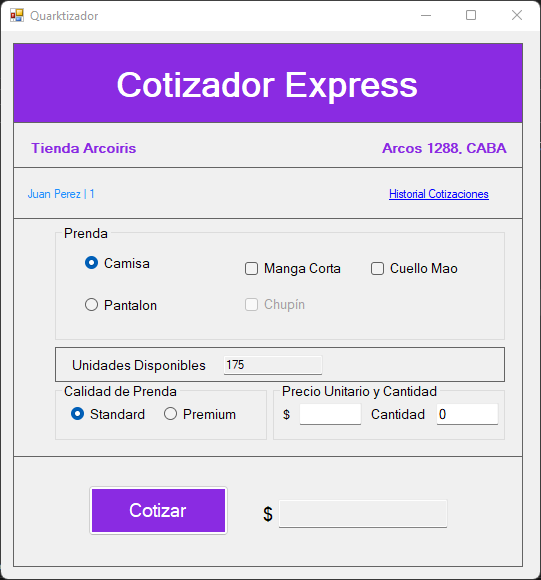 Quarktizador
Cotizador Express
Tienda Arcoiris Arcos 1288, CABA
Juan Perez | 1 Historial Cotizaciones
Prenda
Camisa Manga Corta Cuello Mao
Pantalon Chupín
Unidades Disponibles 175
Calidad de Prenda Precio Unitario y Cantidad
Standard Premium $ Cantidad 0
Cotizar $